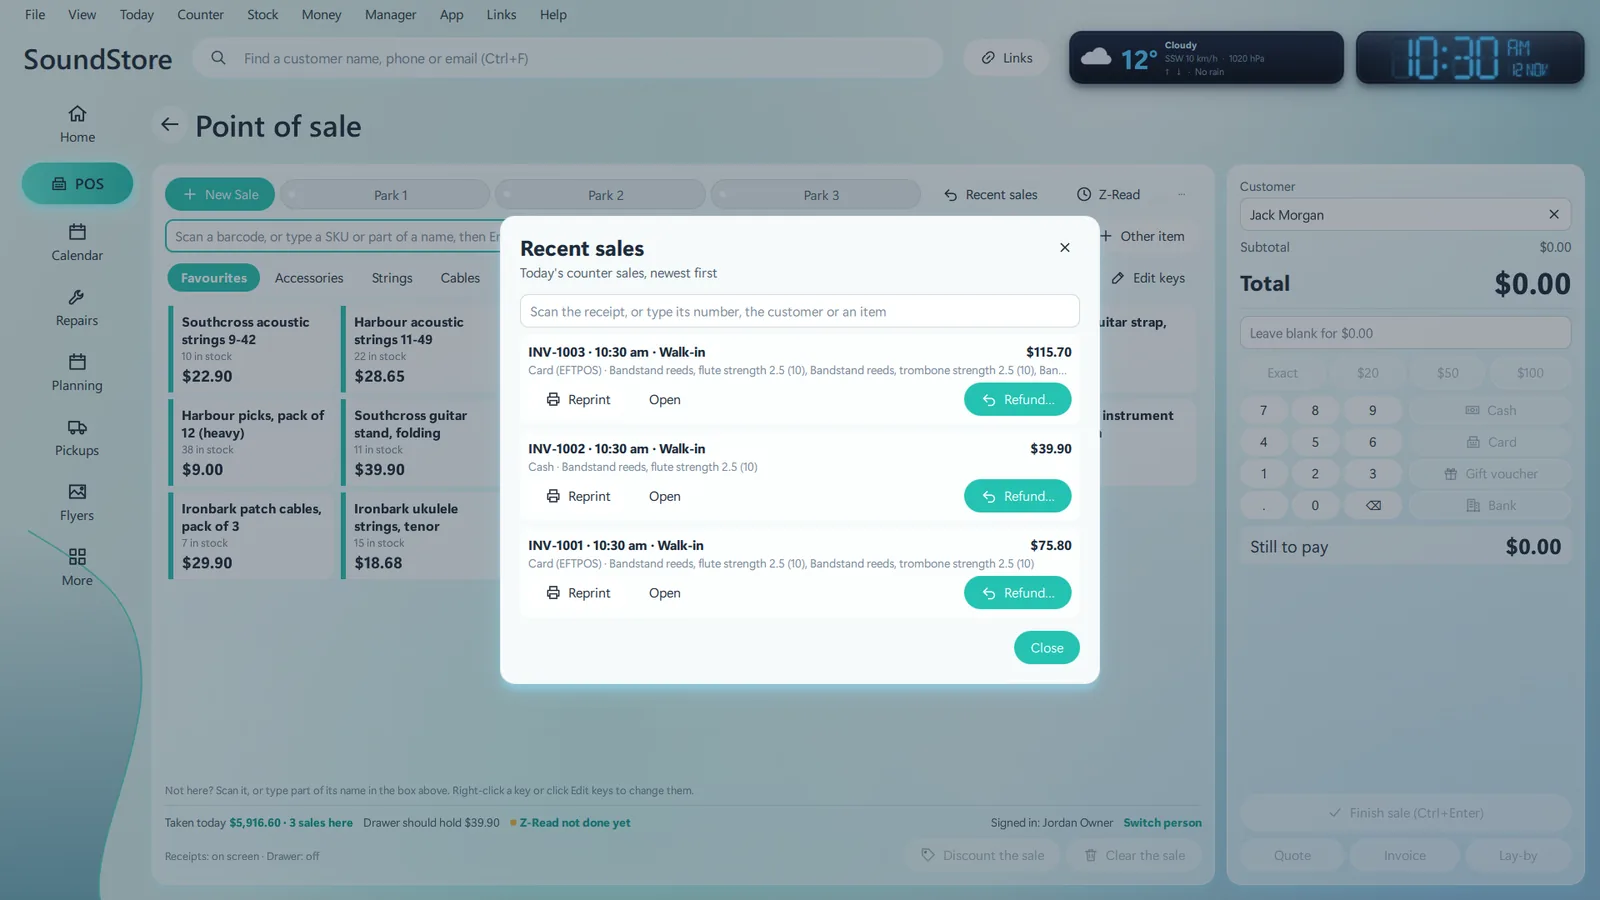 File View Today Counter Stock Money Manager App Links Help
SoundStore
Find a customer name, phone or email (Ctrl+F)
Links
12°
Cloudy
SSW 10 km/h · 1020 hPa
↑ ↓ · No rain
10:30 AM
12 NOV
Home
POS
Calendar
Repairs
Planning
Pickups
Flyers
More
Point of sale
New Sale
Park 1
Park 2
Park 3
Recent sales
Z-Read
Scan a barcode, or type a SKU or part of a name, then
Other item
Favourites Accessories Strings Cables
Edit keys
Southcross acoustic
strings 9-42
10 in stock
$22.90
Harbour acoustic
strings 11-49
22 in stock
$28.65
Harbour picks, pack of
12 (heavy)
38 in stock
$9.00
Southcross guitar
stand, folding
11 in stock
$39.90
Ironbark patch cables,
pack of 3
7 in stock
$29.90
Ironbark ukulele
strings, tenor
15 in stock
$18.68
strap,
instrument
Recent sales
Today's counter sales, newest first
Scan the receipt, or type its number, the customer or an item
INV-1003 · 10:30 am · Walk-in
$115.70
Card (EFTPOS) · Bandstand reeds, flute strength 2.5 (10), Bandstand reeds, trombone strength 2.5 (10), Ban...
Reprint
Open
Refund...
INV-1002 · 10:30 am · Walk-in
$39.90
Cash · Bandstand reeds, flute strength 2.5 (10)
Reprint
Open
Refund...
INV-1001 · 10:30 am · Walk-in
$75.80
Card (EFTPOS) · Bandstand reeds, flute strength 2.5 (10), Bandstand reeds, trombone strength 2.5 (10)
Reprint
Open
Refund...
Close
Not here? Scan it, or type part of its name in the box above. Right-click a key or click Edit keys to change them.
Taken today $5,916.60 · 3 sales here Drawer should hold $39.90 Z-Read not done yet
Signed in: Jordan Owner Switch person
Receipts: on screen · Drawer: off
Discount the sale
Clear the sale
Customer
Jack Morgan
Subtotal
$0.00
Total
$0.00
Leave blank for $0.00
Exact $20 $50 $100
7 8 9 Cash
4 5 6 Card
1 2 3 Gift voucher
. 0 ⌫ Bank
Still to pay
$0.00
Finish sale (Ctrl+Enter)
Quote
Invoice
Lay-by